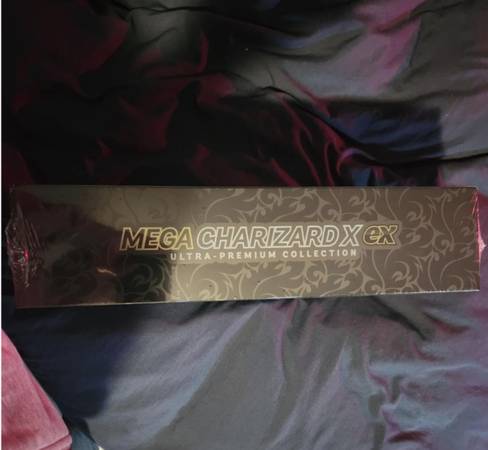 MEGA CHARIZARD X ex
ULTRA-PREMIUM COLLECTION